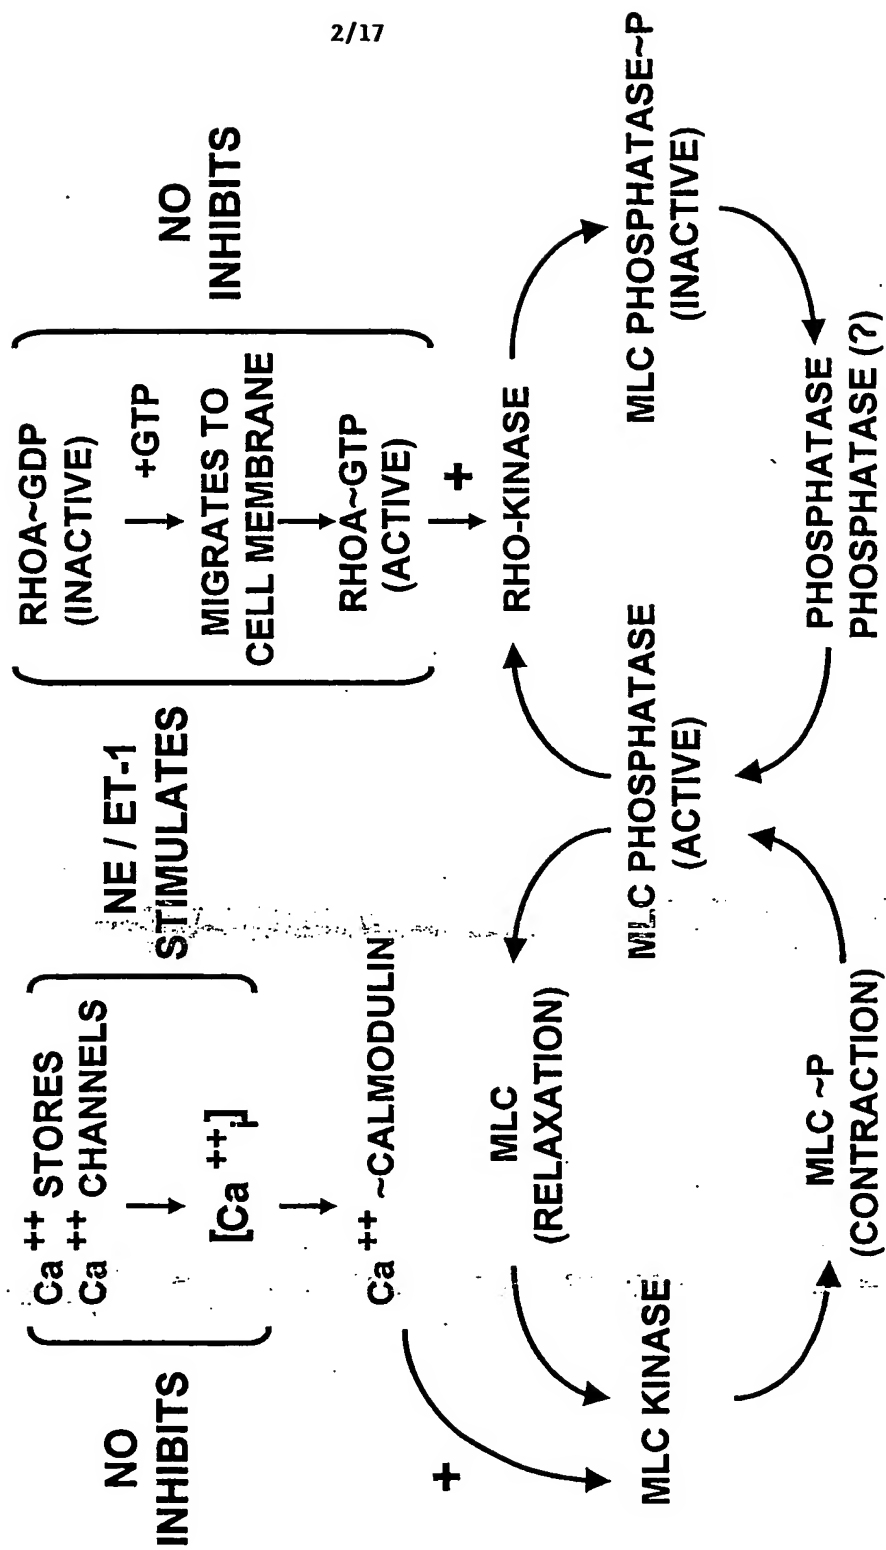 2/17
NO
INHIBITS
Ca++ STORES
Ca++ CHANNELS
[Ca++i]
Ca++ ~CALMODULIN
NE / ET-1
STIMULATES
RHOA~GDP
(INACTIVE)
+GTP
MIGRATES TO
CELL MEMBRANE
RHOA~GTP
(ACTIVE)
NO
INHIBITS
+
+
MLC
(RELAXATION)
RHO-KINASE
MLC KINASE
MLC PHOSPHATASE
(ACTIVE)
MLC PHOSPHATASE~P
(INACTIVE)
MLC ~P
(CONTRACTION)
PHOSPHATASE
PHOSPHATASE (?)